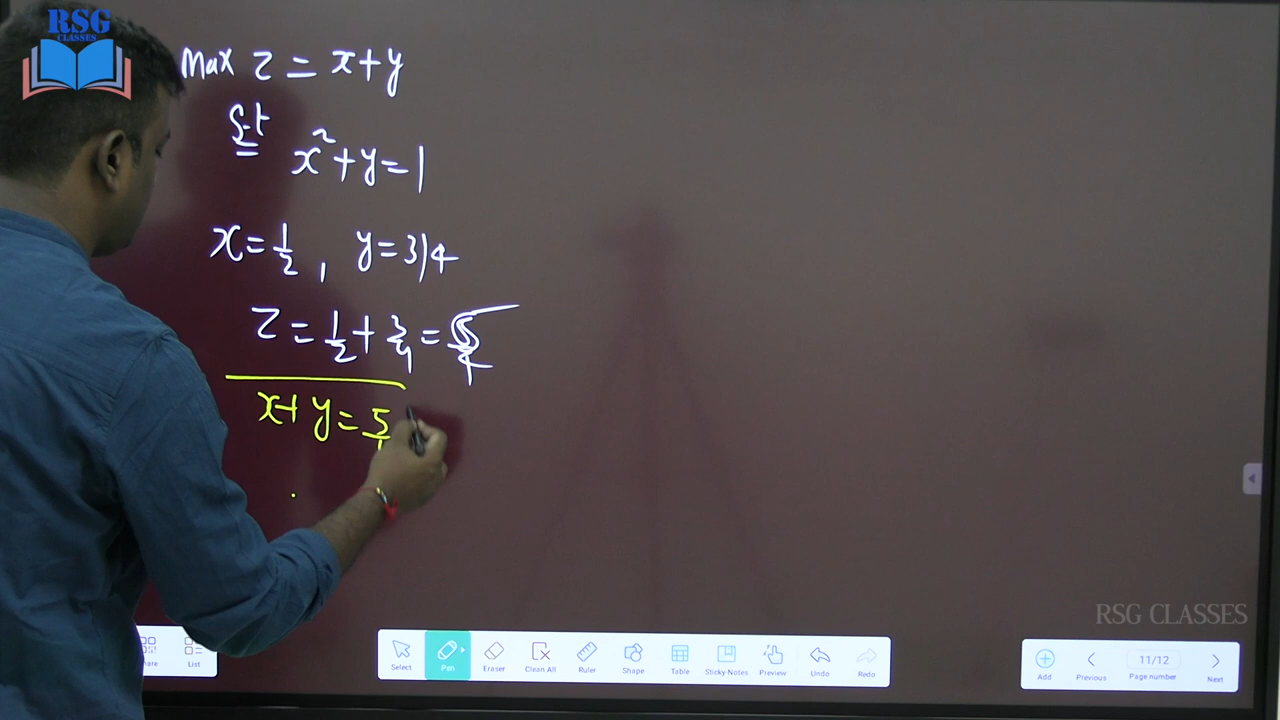 RSG
CLASSES
Max z = x+y
S.t
x²+y=1
x=1/2, y=3/4
z=1/2+3/4=5/4
x+y=5
RSG CLASSES
List
Select
Pen
Eraser
Clean All
Ruler
Shape
Table
Sticky Notes
Preview
Undo
Redo
Add
Previous
11/12
Page number
Next